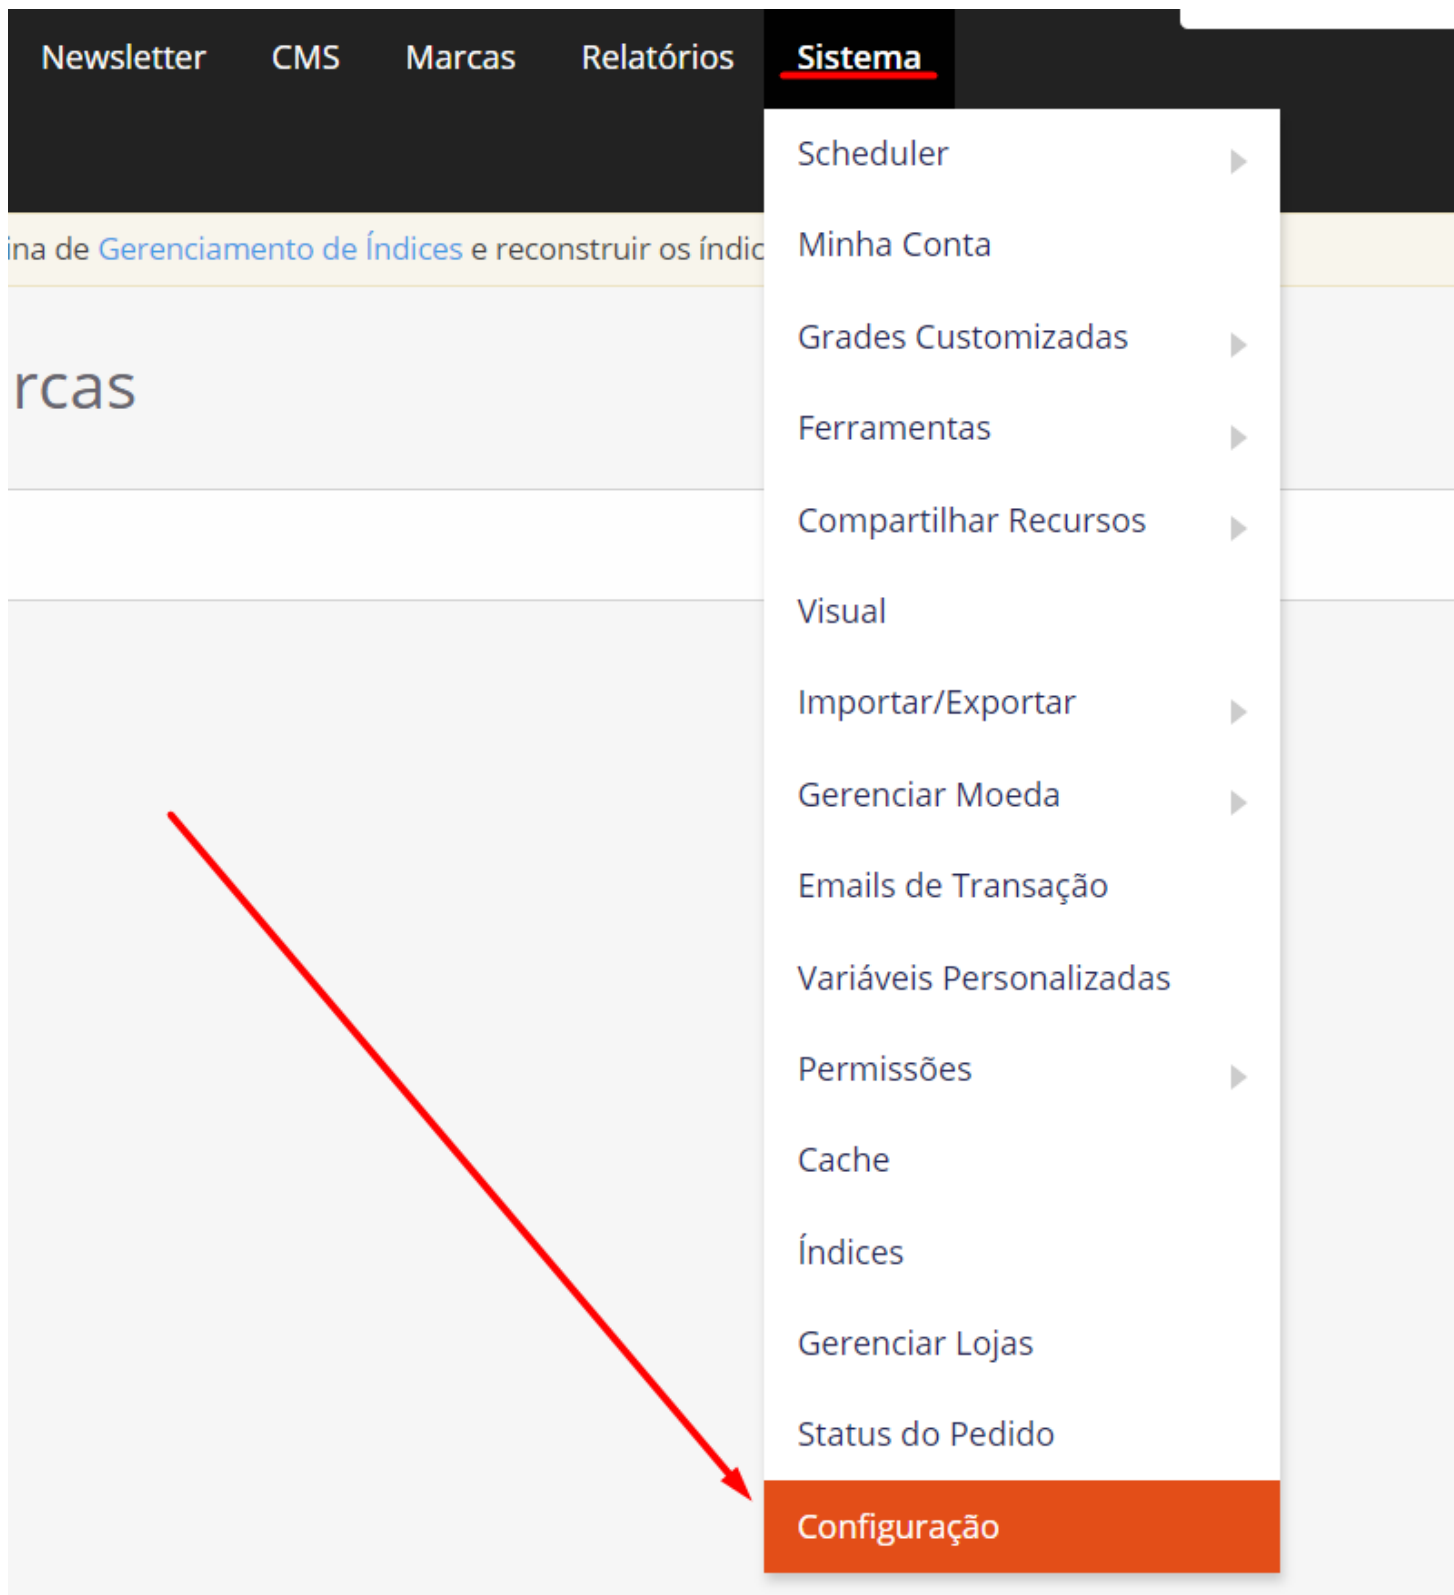 Newsletter CMS Marcas Relatórios Sistema
Scheduler
ina de Gerenciamento de Índices e reconstruir os índic
Minha Conta
Grades Customizadas
rcas
Ferramentas
Compartilhar Recursos
Visual
Importar/Exportar
Gerenciar Moeda
Emails de Transação
Variáveis Personalizadas
Permissões
Cache
Índices
Gerenciar Lojas
Status do Pedido
Configuração